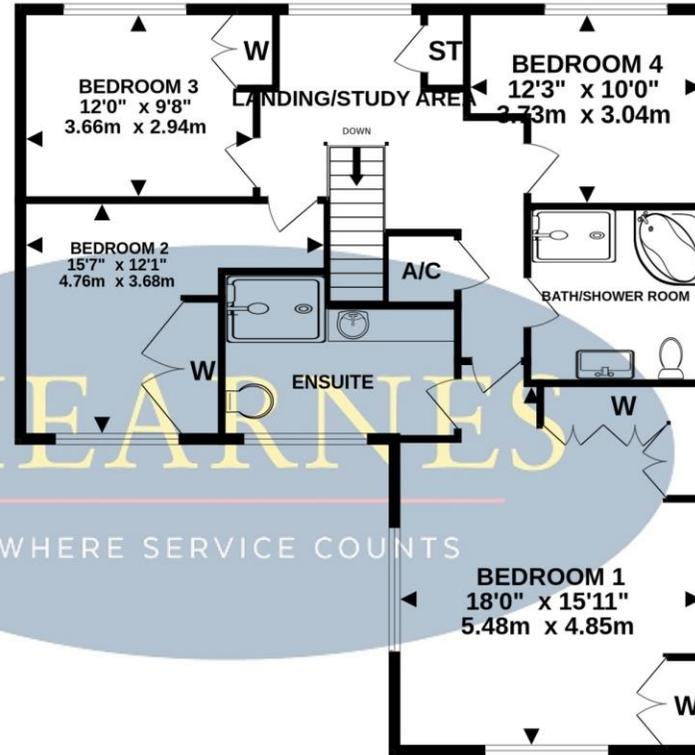 BEDROOM 3
12'0" x 9'8"
3.66m x 2.94m
W
ST
LANDING/STUDY AREA
DOWN
BEDROOM 4
12'3" x 10'0"
3.73m x 3.04m
BEDROOM 2
15'7" x 12'1"
4.76m x 3.68m
A/C
BATH/SHOWER ROOM
W
ENSUITE
W
HEARNES
WHERE SERVICE COUNTS
BEDROOM 1
18'0" x 15'11"
5.48m x 4.85m
W